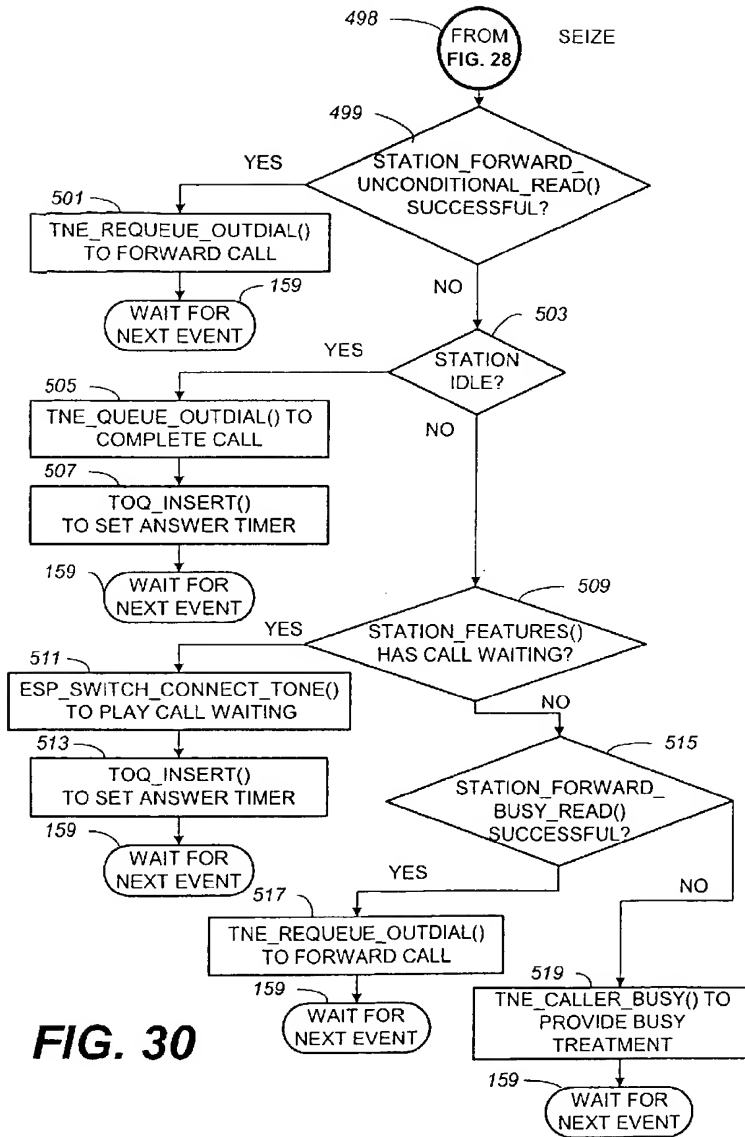 498
FROM
FIG. 28
SEIZE
499
YES
STATION_FORWARD_
UNCONDITIONAL_READ()
SUCCESSFUL?
501
TNE_REQUEUE_OUTDIAL()
TO FORWARD CALL
159
WAIT FOR
NEXT EVENT
NO
503
YES
STATION
IDLE?
505
TNE_QUEUE_OUTDIAL() TO
COMPLETE CALL
NO
507
TOQ_INSERT()
TO SET ANSWER TIMER
159
WAIT FOR
NEXT EVENT
509
YES
STATION_FEATURES()
HAS CALL WAITING?
511
ESP_SWITCH_CONNECT_TONE()
TO PLAY CALL WAITING
NO
513
TOQ_INSERT()
TO SET ANSWER TIMER
515
STATION_FORWARD_
BUSY_READ()
SUCCESSFUL?
159
WAIT FOR
NEXT EVENT
YES
NO
517
TNE_REQUEUE_OUTDIAL()
TO FORWARD CALL
159
WAIT FOR
NEXT EVENT
519
TNE_CALLER_BUSY() TO
PROVIDE BUSY
TREATMENT
159
WAIT FOR
NEXT EVENT
FIG. 30